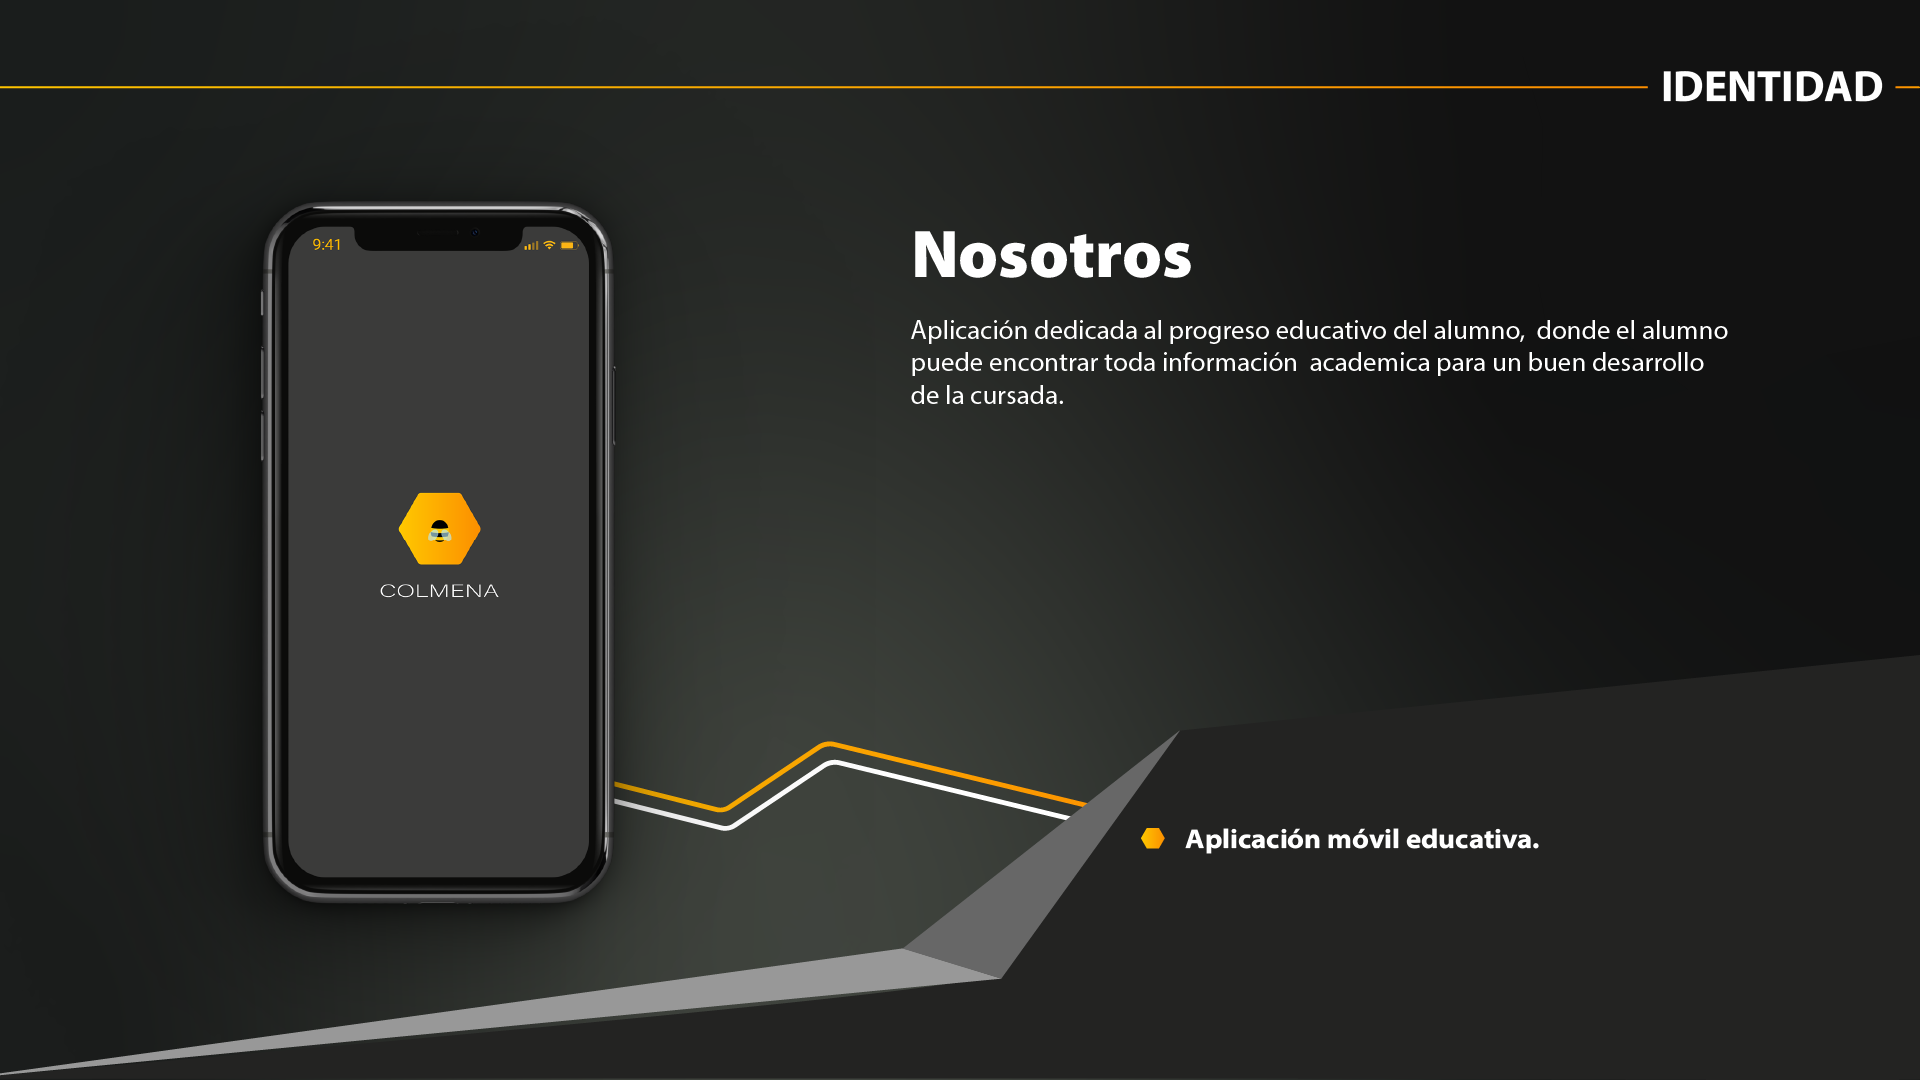 IDENTIDAD
9:41
Nosotros
Aplicación dedicada al progreso educativo del alumno,  donde el alumno
puede encontrar toda información  academica para un buen desarrollo
de la cursada.
COLMENA
Aplicación móvil educativa.